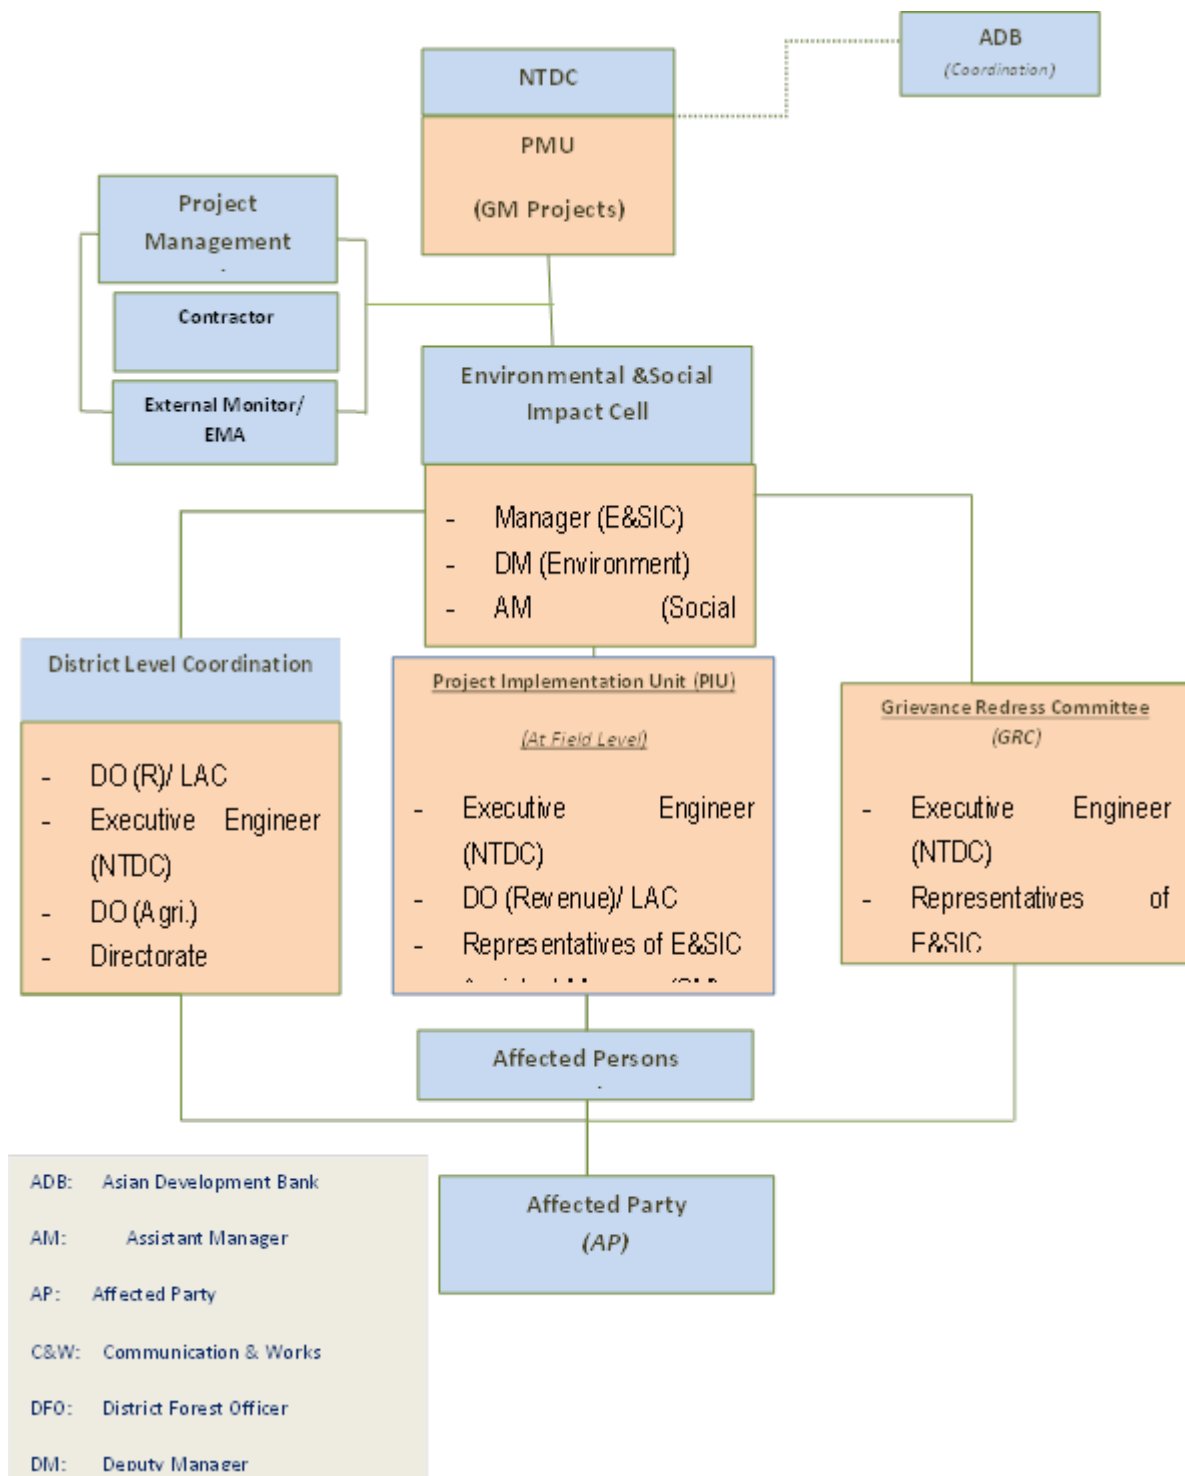 ADB
(Coordination)
NTDC
PMU
(GM Projects)
Project
Management
Contractor
External Monitor/
EMA
Environmental &Social
Impact Cell
- Manager (E&SIC)
- DM (Environment)
- AM (Social
District Level Coordination
- DO (R)/ LAC
- Executive Engineer
(NTDC)
- DO (Agri.)
- Directorate
Project Implementation Unit (PIU)
(At Field Level)
- Executive Engineer
(NTDC)
- DO (Revenue)/ LAC
- Representatives of E&SIC
Grievance Redress Committee
(GRC)
- Executive Engineer
(NTDC)
- Representatives of
E&SIC
Affected Persons
Affected Party
(AP)
ADB: Asian Development Bank
AM: Assistant Manager
AP: Affected Party
C&W: Communication & Works
DFO: District Forest Officer
DM: Deputy Manager